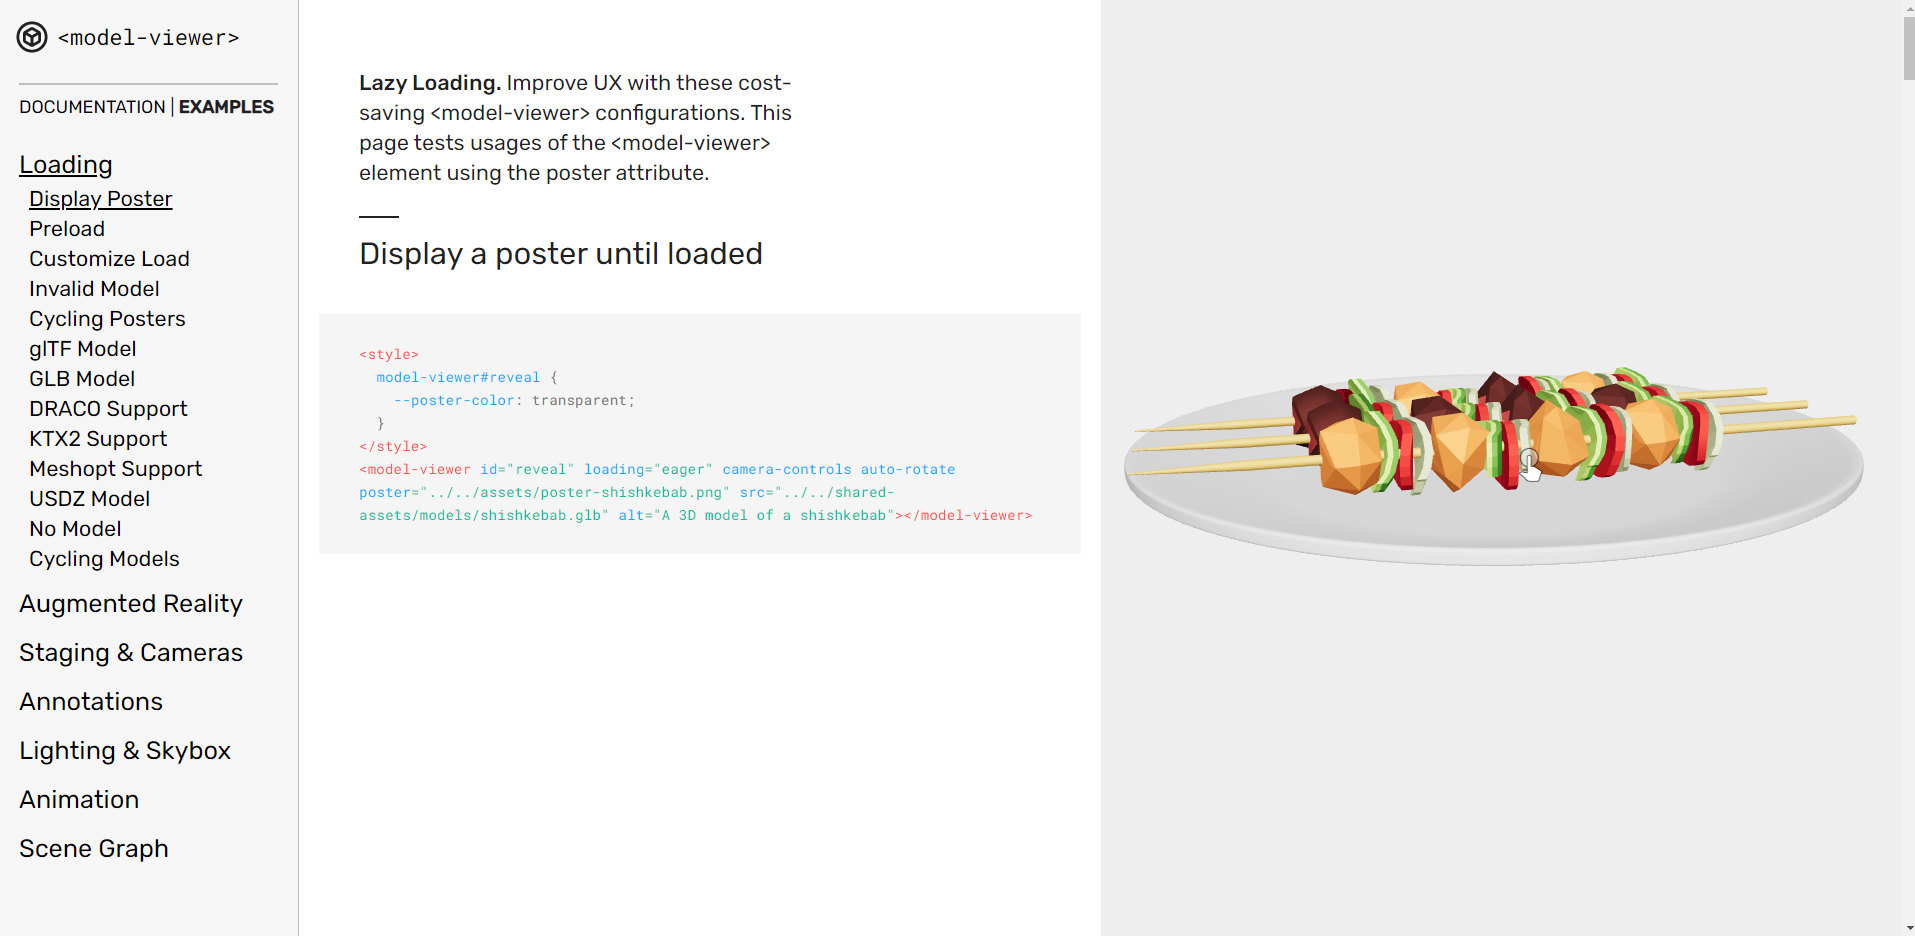 <model-viewer>
DOCUMENTATION | EXAMPLES
Loading
Display Poster
Preload
Customize Load
Invalid Model
Cycling Posters
glTF Model
GLB Model
DRACO Support
KTX2 Support
Meshopt Support
USDZ Model
No Model
Cycling Models
Augmented Reality
Staging & Cameras
Annotations
Lighting & Skybox
Animation
Scene Graph
Lazy Loading. Improve UX with these cost-
saving <model-viewer> configurations. This
page tests usages of the <model-viewer>
element using the poster attribute.
Display a poster until loaded
<style>
  model-viewer#reveal {
    --poster-color: transparent;
  }
</style>
<model-viewer id="reveal" loading="eager" camera-controls auto-rotate
poster="../../assets/poster-shishkebab.png" src="../../shared-
assets/models/shishkebab.glb" alt="A 3D model of a shishkebab"></model-viewer>